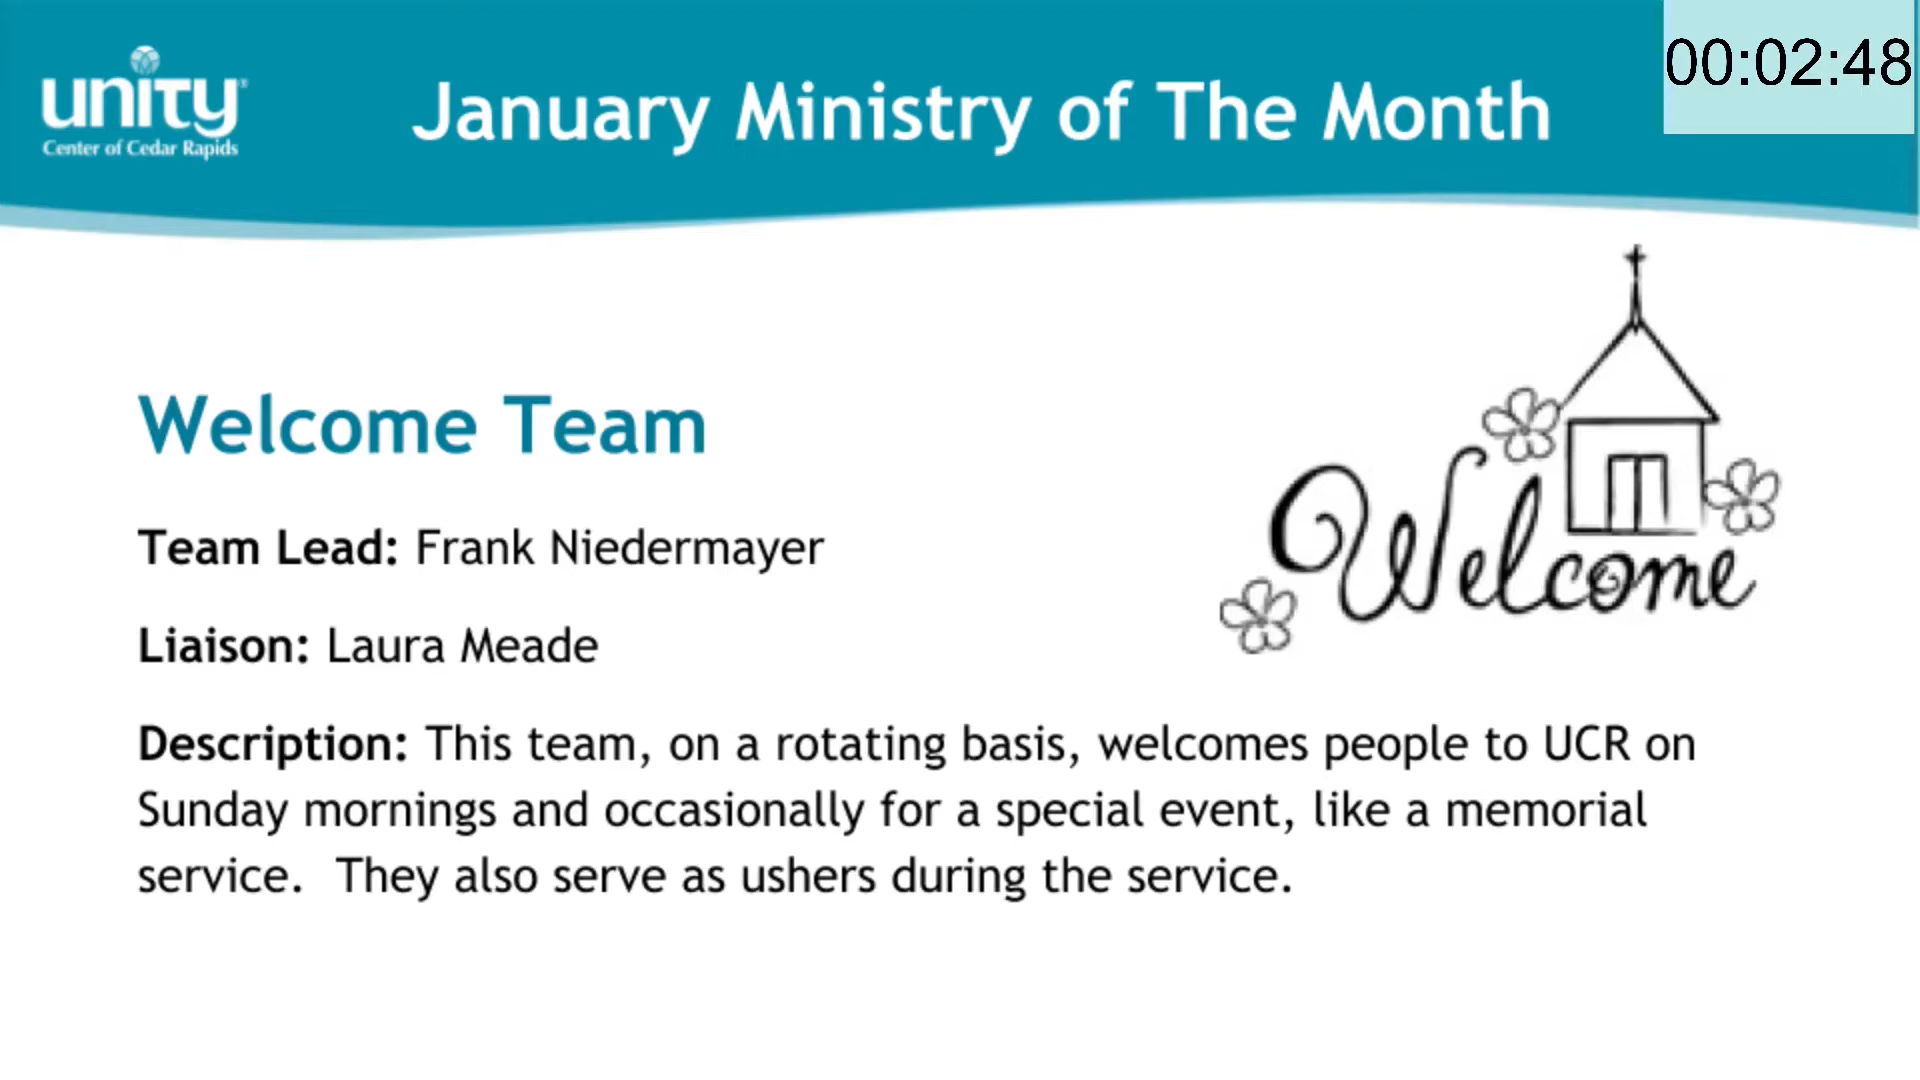 unity®
Center of Cedar Rapids
January Ministry of The Month
00:02:48
Welcome Team
Team Lead: Frank Niedermayer
Liaison: Laura Meade
Welcome
Description: This team, on a rotating basis, welcomes people to UCR on
Sunday mornings and occasionally for a special event, like a memorial
service.  They also serve as ushers during the service.